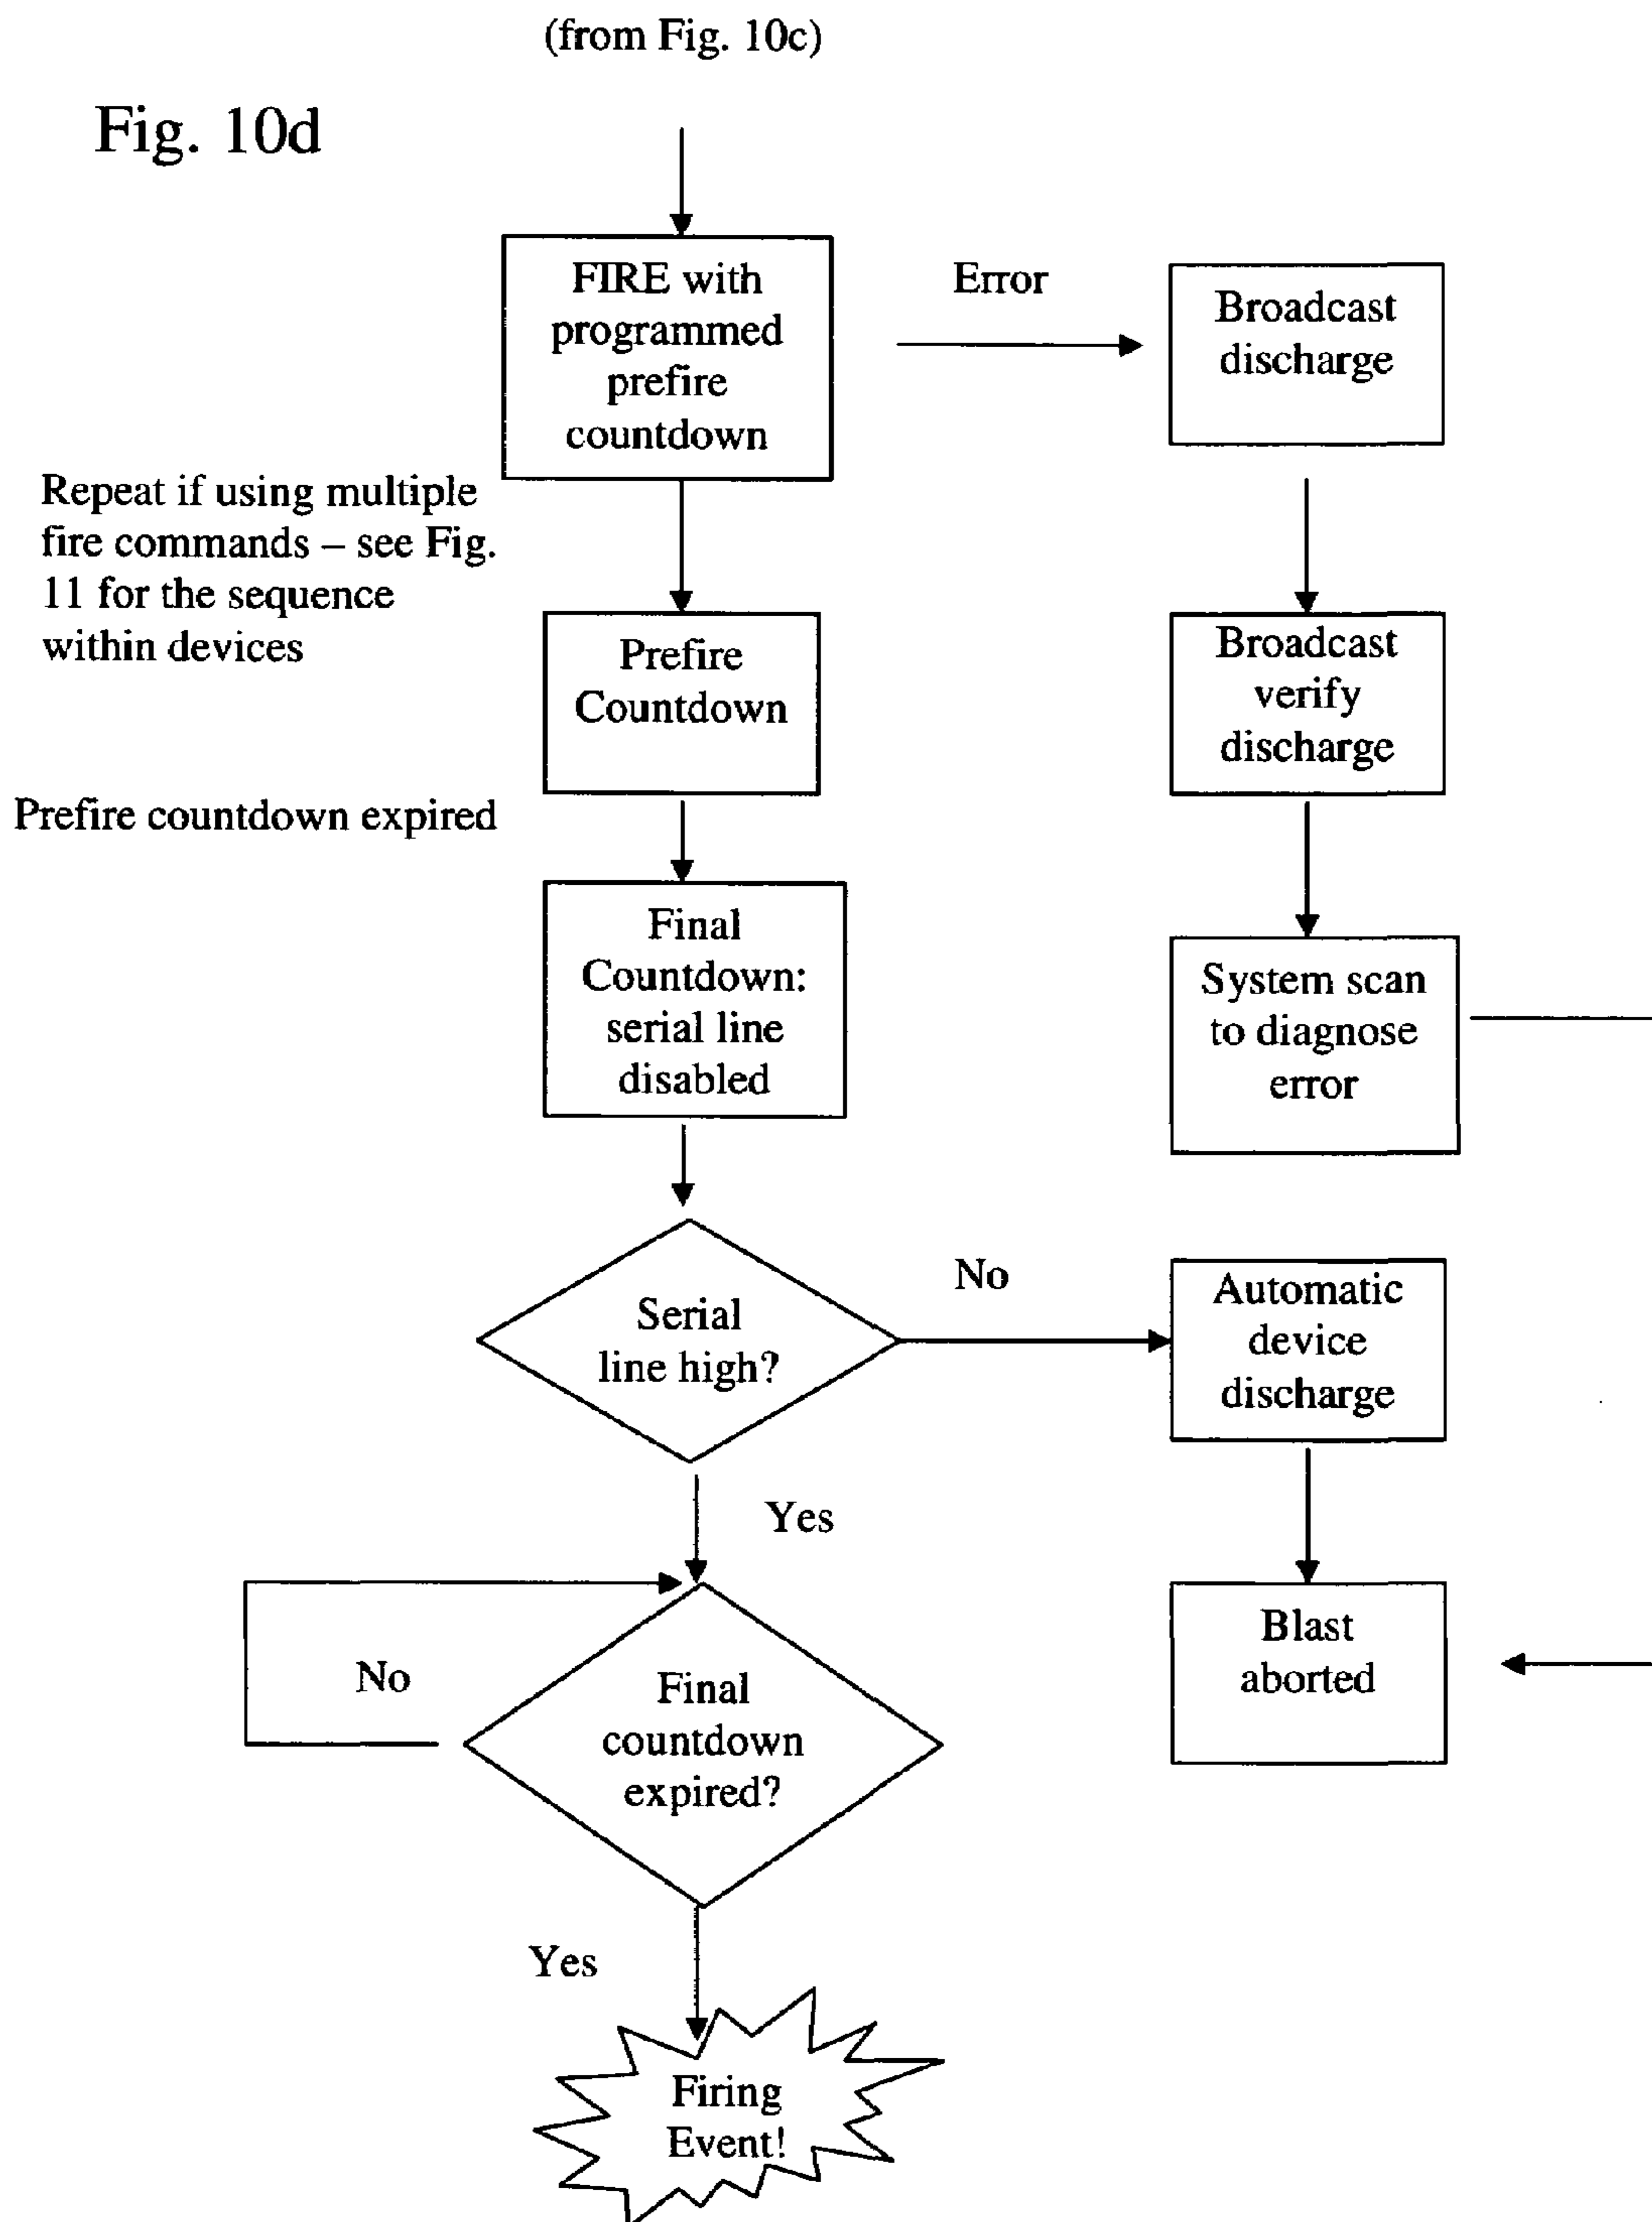 (from Fig. 10c)
Fig. 10d
FIRE with
programmed
prefire
countdown
Error
Broadcast
discharge
Repeat if using multiple
fire commands – see Fig.
11 for the sequence
within devices
Prefire
Countdown
Broadcast
verify
discharge
Prefire countdown expired
Final
Countdown:
serial line
disabled
System scan
to diagnose
error
Serial
line high?
No
Automatic
device
discharge
Yes
Blast
aborted
No
Final
countdown
expired?
Yes
Firing
Event!